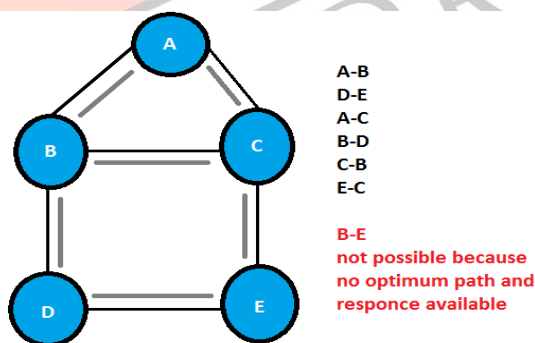 A
B
C
D
E
A-B
D-E
A-C
B-D
C-B
E-C
B-E
not possible because
no optimum path and
responce available